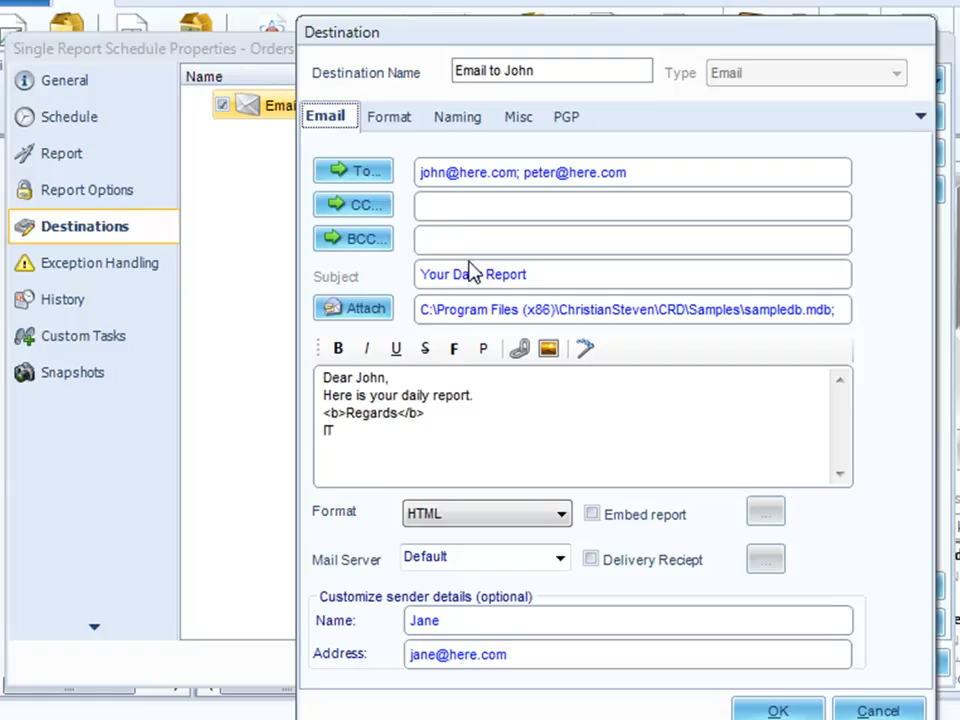 Single Report Schedule Properties - Orders
General
Schedule
Report
Report Options
Destinations
Exception Handling
History
Custom Tasks
Snapshots
Name
Emai
Destination
Destination Name
Email to John
Type
Email
Email
Format
Naming
Misc
PGP
To...
john@here.com; peter@here.com
CC...
BCC...
Subject
Your Daily Report
Attach
C:\Program Files (x86)\ChristianSteven\CRD\Samples\sampledb.mdb;
B I U S F P
Dear John,
Here is your daily report.
<b>Regards</b>
IT
Format
HTML
Embed report
...
Mail Server
Default
Delivery Reciept
...
Customize sender details (optional)
Name:
Jane
Address:
jane@here.com
OK
Cancel